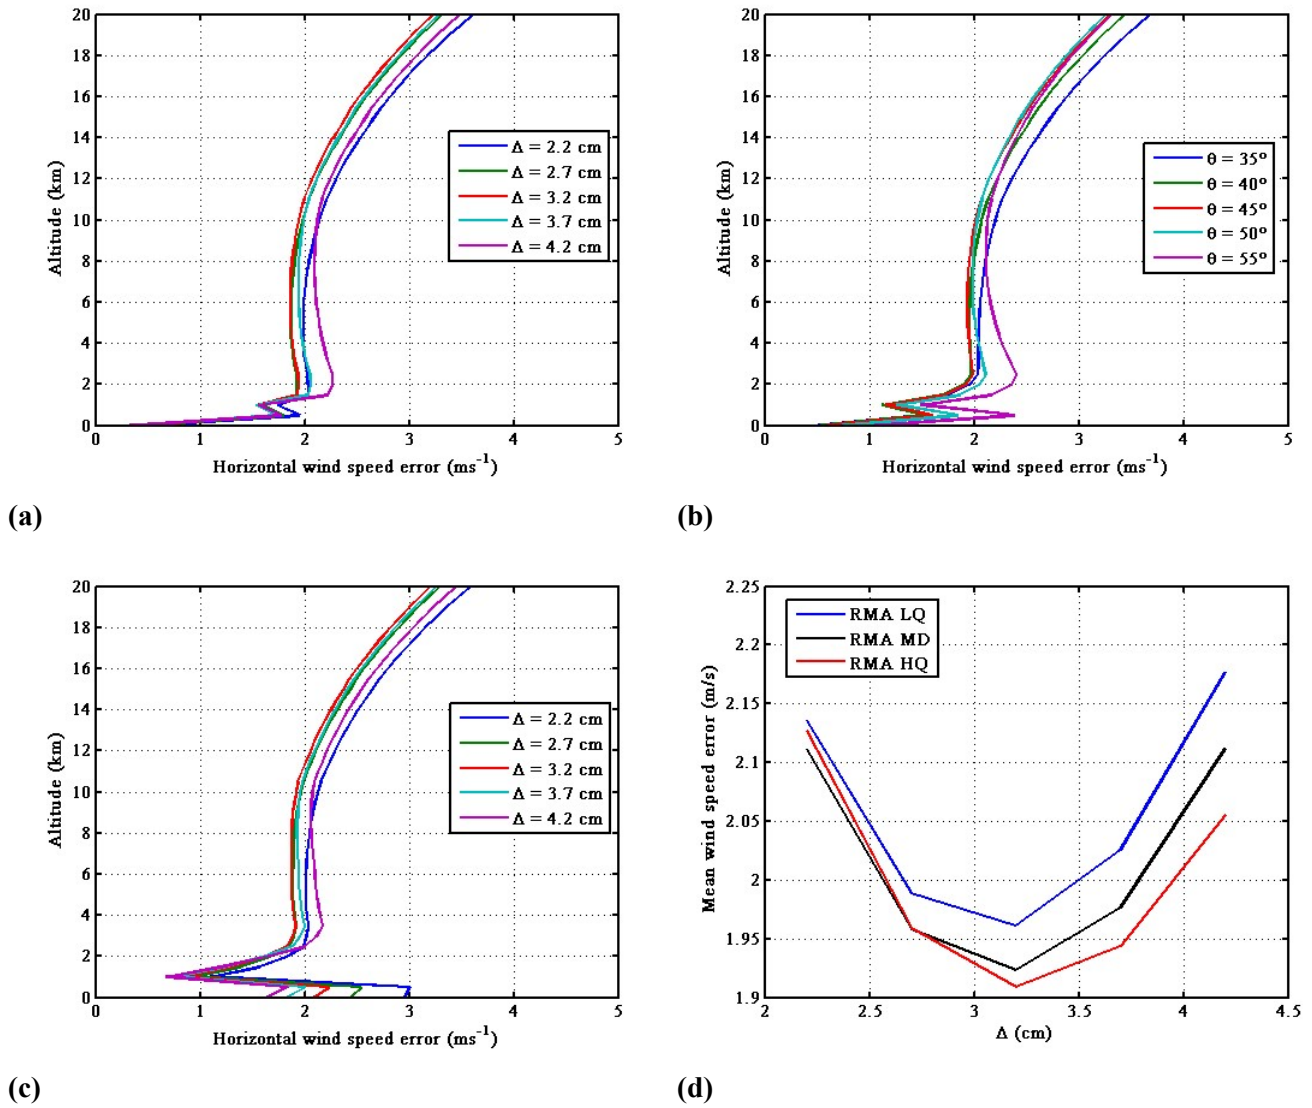 20
18
16
14
12
10
8
6
4
2
0
0 1 2 3 4 5
Altitude (km)
Horizontal wind speed error (ms-1)
Δ = 2.2 cm
Δ = 2.7 cm
Δ = 3.2 cm
Δ = 3.7 cm
Δ = 4.2 cm
(a)
20
18
16
14
12
10
8
6
4
2
0
0 1 2 3 4 5
Altitude (km)
Horizontal wind speed error (ms-1)
θ = 35º
θ = 40º
θ = 45º
θ = 50º
θ = 55º
(b)
20
18
16
14
12
10
8
6
4
2
0
0 1 2 3 4 5
Altitude (km)
Horizontal wind speed error (ms-1)
Δ = 2.2 cm
Δ = 2.7 cm
Δ = 3.2 cm
Δ = 3.7 cm
Δ = 4.2 cm
(c)
2.25
2.2
2.15
2.1
2.05
2
1.95
1.9
2 2.5 3 3.5 4 4.5
Mean wind speed error (m/s)
Δ (cm)
RMA LQ
RMA MD
RMA HQ
(d)